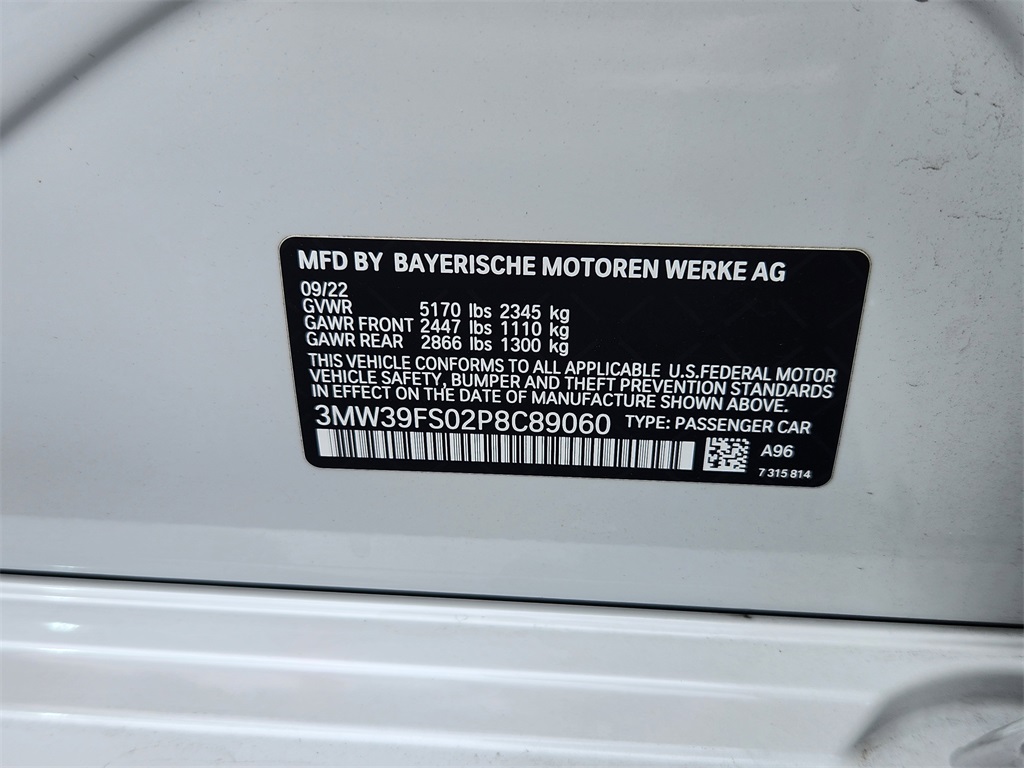 MFD BY BAYERISCHE MOTOREN WERKE AG
09/22
GVWR 5170 lbs 2345 kg
GAWR FRONT 2447 lbs 1110 kg
GAWR REAR 2866 lbs 1300 kg
THIS VEHICLE CONFORMS TO ALL APPLICABLE U.S.FEDERAL MOTOR
VEHICLE SAFETY, BUMPER AND THEFT PREVENTION STANDARDS
IN EFFECT ON THE DATE OF MANUFACTURE SHOWN ABOVE.
3MW39FS02P8C89060 TYPE: PASSENGER CAR
A96
7 315 814